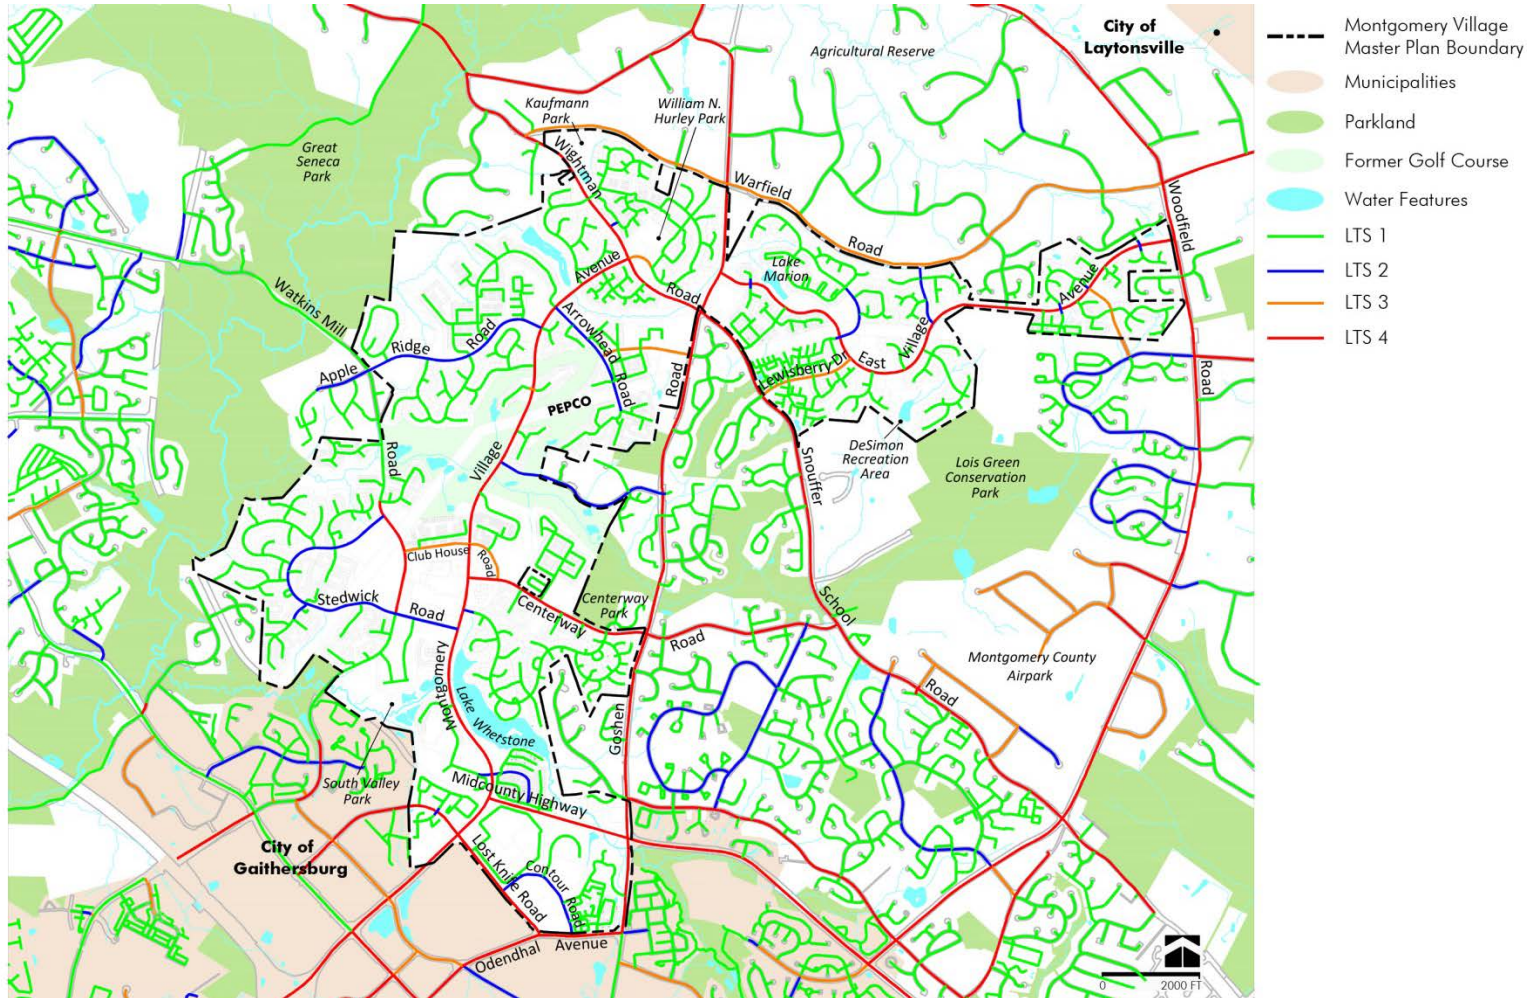 City of
Laytonsville
Agricultural Reserve
Kaufmann
Park
William N.
Hurley Park
Great
Seneca
Park
Wightman
Warfield
Road
Woodfield
Avenue
Road
Lake
Marion
Avenue
Watkins Mill
Arrowhead
Road
Apple
Ridge
Road
Road
Lewisberry Dr
East
Village
Road
PEPCO
Road
Village
DeSimon
Recreation
Area
Snouffer
Lois Green
Conservation
Park
Club House
Road
Stedwick
Road
Centerway
Centerway
Park
School
Road
Montgomery
Lake
Whetstone
Goshen
Montgomery County
Airpark
Road
South Valley
Park
Midcounty Highway
City of
Gaithersburg
Lost Knife Road
Contour
Road
Odendhal
Avenue
0
2000 FT
Montgomery Village
Master Plan Boundary
Municipalities
Parkland
Former Golf Course
Water Features
LTS 1
LTS 2
LTS 3
LTS 4